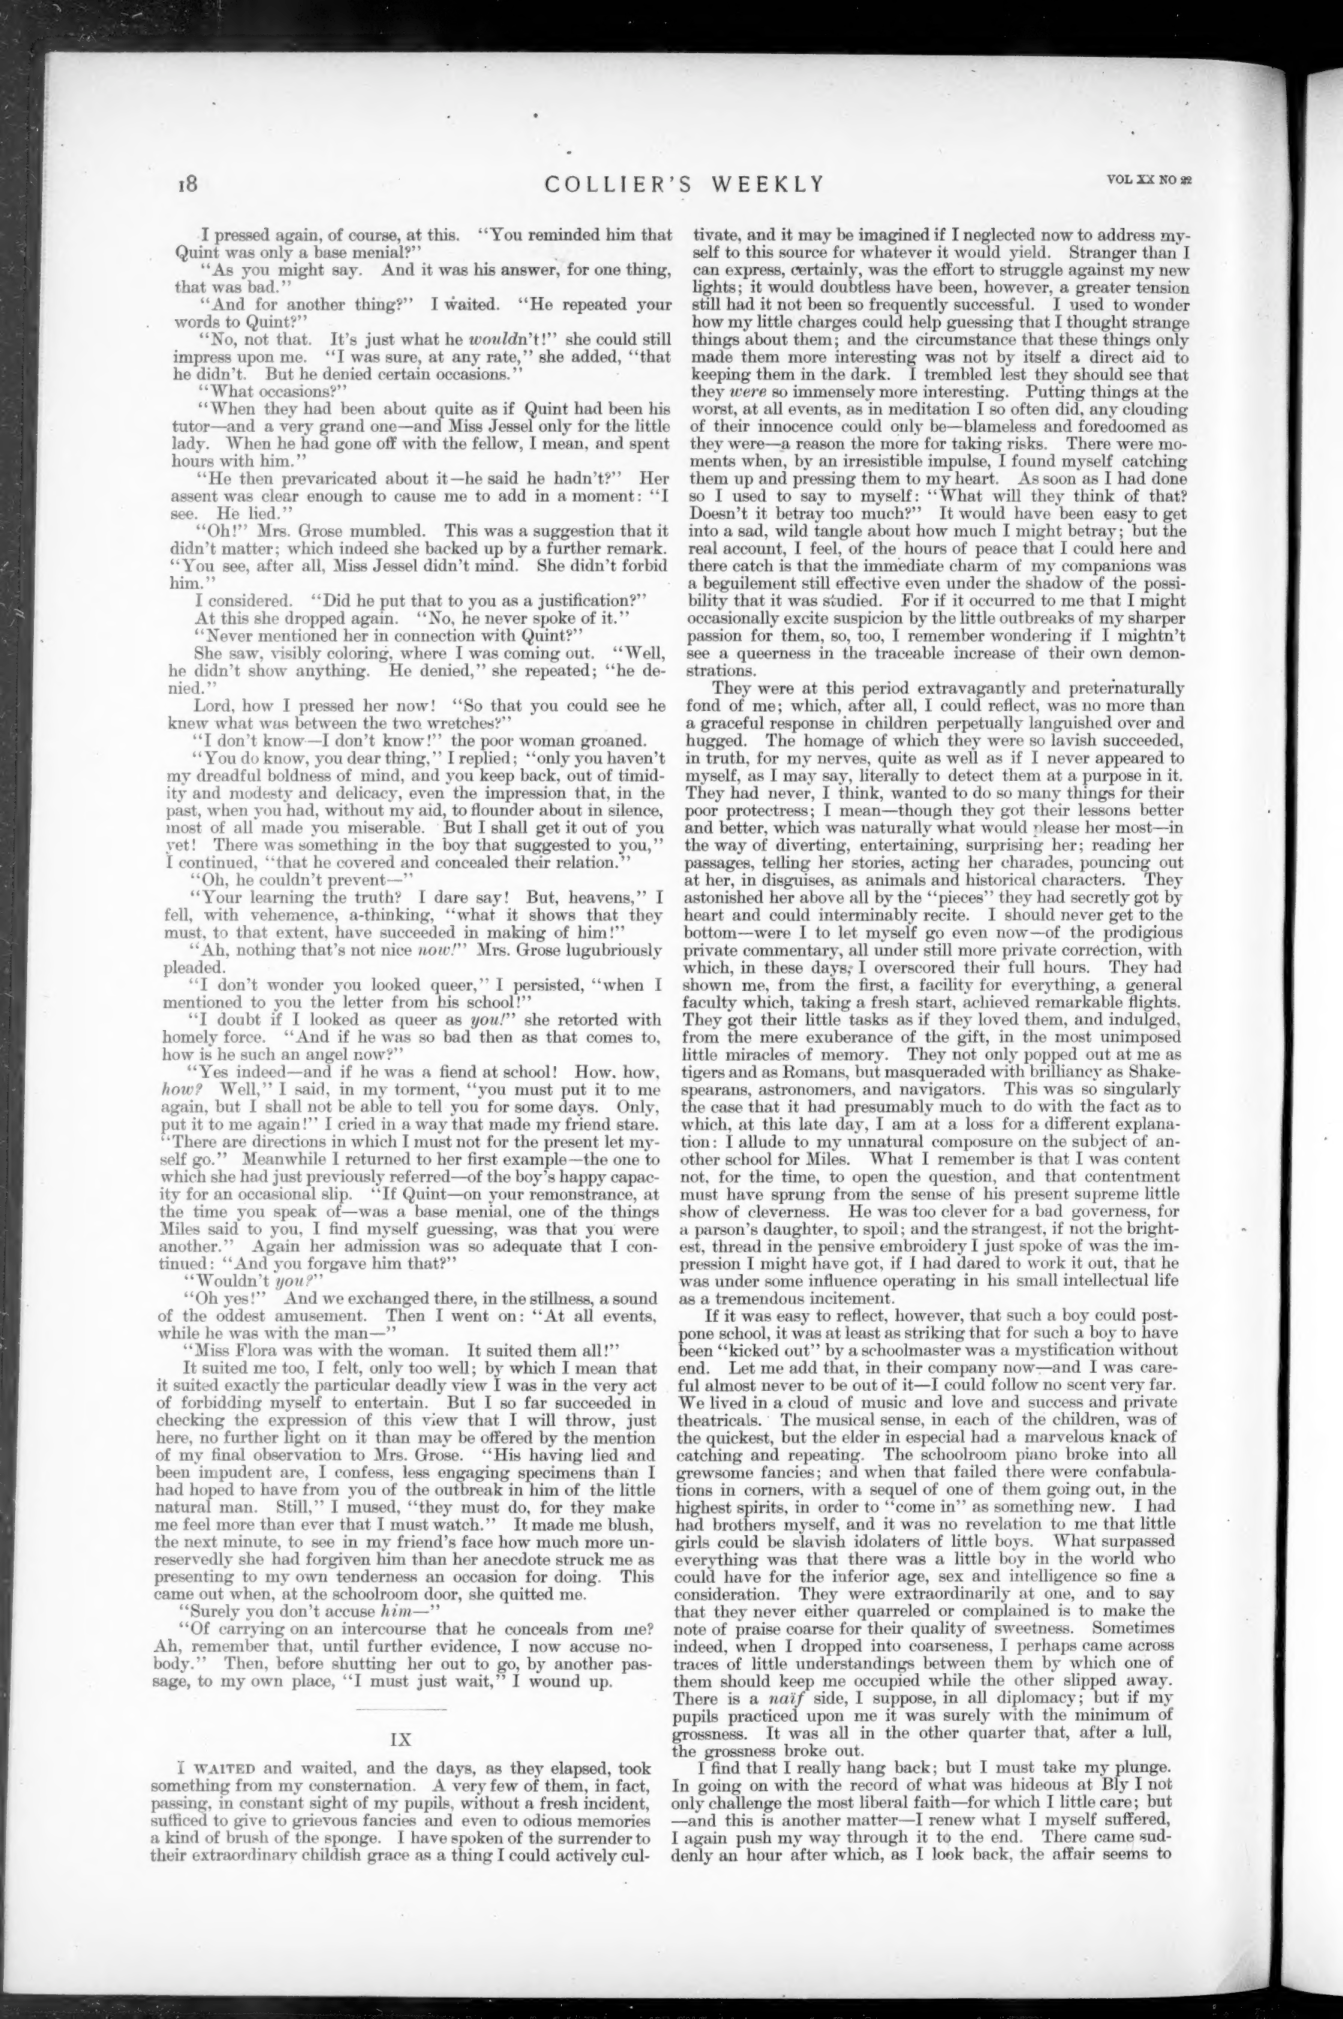 18
COLLIER'S WEEKLY
VOL XX NO 22
I pressed again, of course, at this. "You reminded him that
Quint was only a base menial?"
"As you might say. And it was his answer, for one thing,
that was bad."
"And for another thing?" I waited. "He repeated your
words to Quint?"
"No, not that. It's just what he wouldn't!" she could still
impress upon me. "I was sure, at any rate," she added, "that
he didn't. But he denied certain occasions."
"What occasions?"
"When they had been about quite as if Quint had been his
tutor—and a very grand one—and Miss Jessel only for the little
lady. When he had gone off with the fellow, I mean, and spent
hours with him."
"He then prevaricated about it—he said he hadn't?" Her
assent was clear enough to cause me to add in a moment: "I
see. He lied."
"Oh!" Mrs. Grose mumbled. This was a suggestion that it
didn't matter; which indeed she backed up by a further remark.
"You see, after all, Miss Jessel didn't mind. She didn't forbid
him."
I considered. "Did he put that to you as a justification?"
At this she dropped again. "No, he never spoke of it."
"Never mentioned her in connection with Quint?"
She saw, visibly coloring, where I was coming out. "Well,
he didn't show anything. He denied," she repeated; "he de-
nied."
Lord, how I pressed her now! "So that you could see he
knew what was between the two wretches?"
"I don't know—I don't know!" the poor woman groaned.
"You do know, you dear thing," I replied; "only you haven't
my dreadful boldness of mind, and you keep back, out of timid-
ity and modesty and delicacy, even the impression that, in the
past, when you had, without my aid, to flounder about in silence,
most of all made you miserable. But I shall get it out of you
yet! There was something in the boy that suggested to you,"
I continued, "that he covered and concealed their relation."
"Oh, he couldn't prevent—"
"Your learning the truth? I dare say! But, heavens," I
fell, with vehemence, a-thinking, "what it shows that they
must, to that extent, have succeeded in making of him!"
"Ah, nothing that's not nice now!" Mrs. Grose lugubriously
pleaded.
"I don't wonder you looked queer," I persisted, "when I
mentioned to you the letter from his school!"
"I doubt if I looked as queer as you!" she retorted with
homely force. "And if he was so bad then as that comes to,
how is he such an angel now?"
"Yes indeed—and if he was a fiend at school! How, how,
how? Well," I said, in my torment, "you must put it to me
again, but I shall not be able to tell you for some days. Only,
put it to me again!" I cried in a way that made my friend stare.
"There are directions in which I must not for the present let my-
self go." Meanwhile I returned to her first example—the one to
which she had just previously referred—of the boy's happy capac-
ity for an occasional slip. "If Quint—on your remonstrance, at
the time you speak of—was a base menial, one of the things
Miles said to you, I find myself guessing, was that you were
another." Again her admission was so adequate that I con-
tinued: "And you forgave him that?"
"Wouldn't you?"
"Oh yes!" And we exchanged there, in the stillness, a sound
of the oddest amusement. Then I went on: "At all events,
while he was with the man—"
"Miss Flora was with the woman. It suited them all!"
It suited me too, I felt, only too well; by which I mean that
it suited exactly the particular deadly view I was in the very act
of forbidding myself to entertain. But I so far succeeded in
checking the expression of this view that I will throw, just
here, no further light on it than may be offered by the mention
of my final observation to Mrs. Grose. "His having lied and
been impudent are, I confess, less engaging specimens than I
had hoped to have from you of the outbreak in him of the little
natural man. Still," I mused, "they must do, for they make
me feel more than ever that I must watch." It made me blush,
the next minute, to see in my friend's face how much more un-
reservedly she had forgiven him than her anecdote struck me as
presenting to my own tenderness an occasion for doing. This
came out when, at the schoolroom door, she quitted me.
"Surely you don't accuse him—"
"Of carrying on an intercourse that he conceals from me?
Ah, remember that, until further evidence, I now accuse no-
body." Then, before shutting her out to go, by another pas-
sage, to my own place, "I must just wait," I wound up.
IX
I WAITED and waited, and the days, as they elapsed, took
something from my consternation. A very few of them, in fact,
passing, in constant sight of my pupils, without a fresh incident,
sufficed to give to grievous fancies and even to odious memories
a kind of brush of the sponge. I have spoken of the surrender to
their extraordinary childish grace as a thing I could actively cul-
tivate, and it may be imagined if I neglected now to address my-
self to this source for whatever it would yield. Stranger than I
can express, certainly, was the effort to struggle against my new
lights; it would doubtless have been, however, a greater tension
still had it not been so frequently successful. I used to wonder
how my little charges could help guessing that I thought strange
things about them; and the circumstance that these things only
made them more interesting was not by itself a direct aid to
keeping them in the dark. I trembled lest they should see that
they were so immensely more interesting. Putting things at the
worst, at all events, as in meditation I so often did, any clouding
of their innocence could only be—blameless and foredoomed as
they were—a reason the more for taking risks. There were mo-
ments when, by an irresistible impulse, I found myself catching
them up and pressing them to my heart. As soon as I had done
so I used to say to myself: "What will they think of that?
Doesn't it betray too much?" It would have been easy to get
into a sad, wild tangle about how much I might betray; but the
real account, I feel, of the hours of peace that I could here and
there catch is that the immediate charm of my companions was
a beguilement still effective even under the shadow of the possi-
bility that it was studied. For if it occurred to me that I might
occasionally excite suspicion by the little outbreaks of my sharper
passion for them, so, too, I remember wondering if I mightn't
see a queerness in the traceable increase of their own demon-
strations.
They were at this period extravagantly and preternaturally
fond of me; which, after all, I could reflect, was no more than
a graceful response in children perpetually languished over and
hugged. The homage of which they were so lavish succeeded,
in truth, for my nerves, quite as well as if I never appeared to
myself, as I may say, literally to detect them at a purpose in it.
They had never, I think, wanted to do so many things for their
poor protectress; I mean—though they got their lessons better
and better, which was naturally what would please her most—in
the way of diverting, entertaining, surprising her; reading her
passages, telling her stories, acting her charades, pouncing out
at her, in disguises, as animals and historical characters. They
astonished her above all by the "pieces" they had secretly got by
heart and could interminably recite. I should never get to the
bottom—were I to let myself go even now—of the prodigious
private commentary, all under still more private correction, with
which, in these days, I overscored their full hours. They had
shown me, from the first, a facility for everything, a general
faculty which, taking a fresh start, achieved remarkable flights.
They got their little tasks as if they loved them, and indulged,
from the mere exuberance of the gift, in the most unimposed
little miracles of memory. They not only popped out at me as
tigers and as Romans, but masqueraded with brilliancy as Shake-
spearans, astronomers, and navigators. This was so singularly
the case that it had presumably much to do with the fact as to
which, at this late day, I am at a loss for a different explana-
tion: I allude to my unnatural composure on the subject of an-
other school for Miles. What I remember is that I was content
not, for the time, to open the question, and that contentment
must have sprung from the sense of his present supreme little
show of cleverness. He was too clever for a bad governess, for
a parson's daughter, to spoil; and the strangest, if not the bright-
est, thread in the pensive embroidery I just spoke of was the im-
pression I might have got, if I had dared to work it out, that he
was under some influence operating in his small intellectual life
as a tremendous incitement.
If it was easy to reflect, however, that such a boy could post-
pone school, it was at least as striking that for such a boy to have
been "kicked out" by a schoolmaster was a mystification without
end. Let me add that, in their company now—and I was care-
ful almost never to be out of it—I could follow no scent very far.
We lived in a cloud of music and love and success and private
theatricals. The musical sense, in each of the children, was of
the quickest, but the elder in especial had a marvelous knack of
catching and repeating. The schoolroom piano broke into all
grewsome fancies; and when that failed there were confabula-
tions in corners, with a sequel of one of them going out, in the
highest spirits, in order to "come in" as something new. I had
had brothers myself, and it was no revelation to me that little
girls could be slavish idolaters of little boys. What surpassed
everything was that there was a little boy in the world who
could have for the inferior age, sex and intelligence so fine a
consideration. They were extraordinarily at one, and to say
that they never either quarreled or complained is to make the
note of praise coarse for their quality of sweetness. Sometimes
indeed, when I dropped into coarseness, I perhaps came across
traces of little understandings between them by which one of
them should keep me occupied while the other slipped away.
There is a naïf side, I suppose, in all diplomacy; but if my
pupils practiced upon me it was surely with the minimum of
grossness. It was all in the other quarter that, after a lull,
the grossness broke out.
I find that I really hang back; but I must take my plunge.
In going on with the record of what was hideous at Bly I not
only challenge the most liberal faith—for which I little care; but
—and this is another matter—I renew what I myself suffered,
I again push my way through it to the end. There came sud-
denly an hour after which, as I look back, the affair seems to